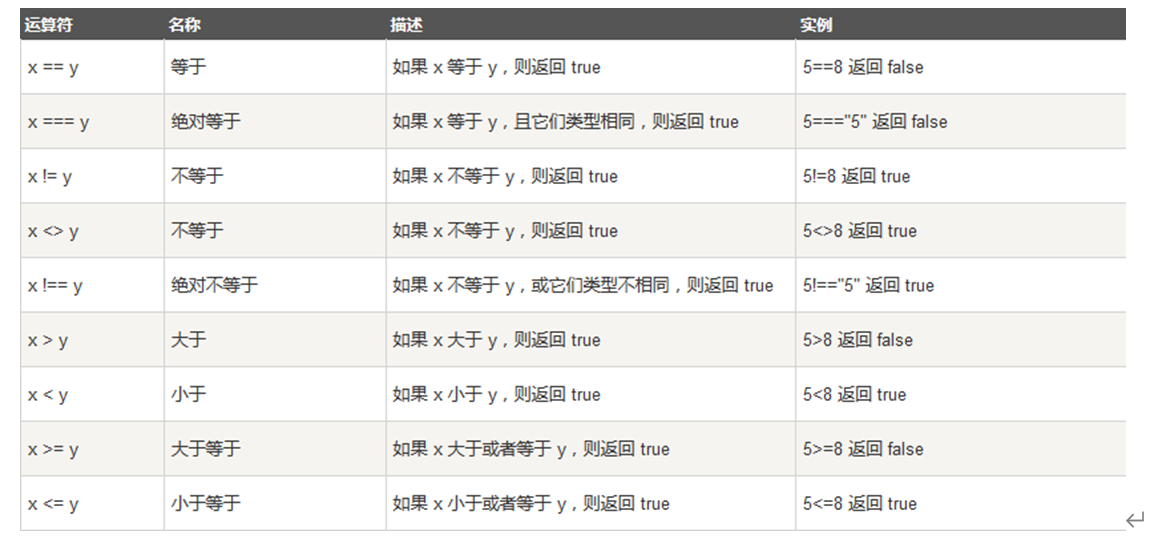 运算符 名称 描述 实例
x == y 等于 如果 x 等于 y，则返回 true 5==8 返回 false
x === y 绝对等于 如果 x 等于 y，且它们类型相同，则返回 true 5==="5" 返回 false
x != y 不等于 如果 x 不等于 y，则返回 true 5!=8 返回 true
x <> y 不等于 如果 x 不等于 y，则返回 true 5<>8 返回 true
x !== y 绝对不等于 如果 x 不等于 y，或它们类型不相同，则返回 true 5!=="5" 返回 true
x > y 大于 如果 x 大于 y，则返回 true 5>8 返回 false
x < y 小于 如果 x 小于 y，则返回 true 5<8 返回 true
x >= y 大于等于 如果 x 大于或者等于 y，则返回 true 5>=8 返回 false
x <= y 小于等于 如果 x 小于或者等于 y，则返回 true 5<=8 返回 true